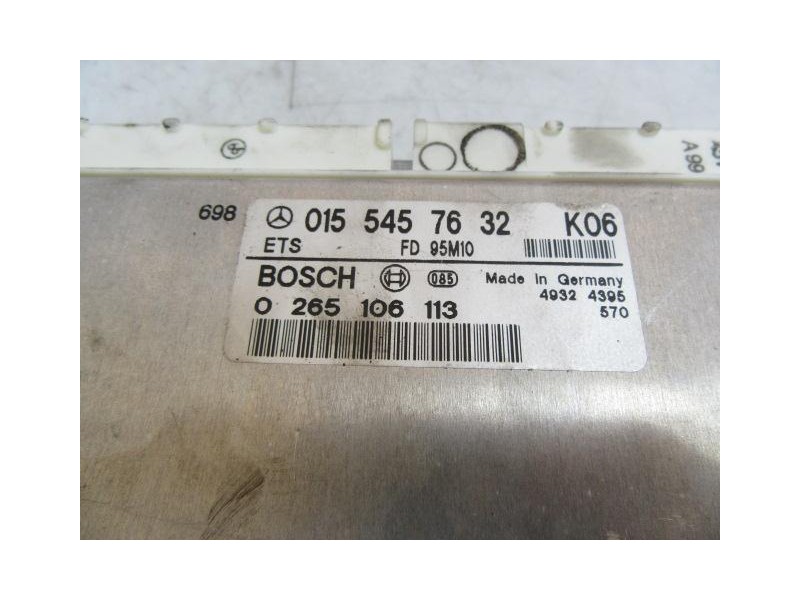 A 99
698
015 545 76 32 K06
ETS FD 95M10
BOSCH 085 Made in Germany
0 265 106 113 4932 4395
570